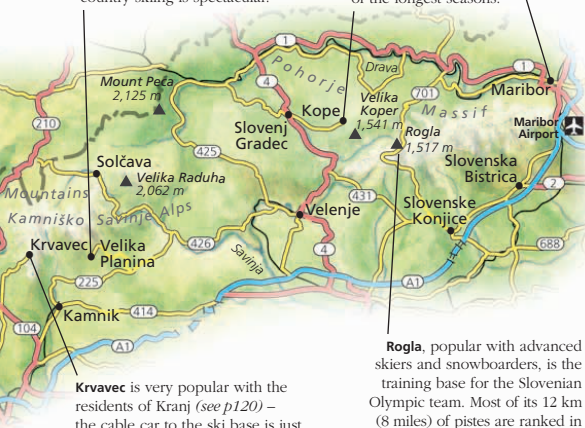 country skiing is spectacular.
of the longest seasons.
1
Pohorje
Drava
1
Mount Peca
2,125 m
4
701
Maribor
Kope
Velika
Koper
1,541 m
Massif
Maribor
Airport
210
Slovenj
Gradec
Rogla
1,517 m
425
Slovenska
Bistrica
Solčava
Velika Raduha
2,062 m
2
Mountains
431
Slovenske
Konjice
Kamniško Savinje Alps
Velenje
Krvavec
Velika
Planina
426
Savinja
4
688
225
A1
Kamnik
414
104
A1
Krvavec is very popular with the
residents of Kranj (see p120) –
the cable car to the ski base is just
Rogla, popular with advanced
skiers and snowboarders, is the
training base for the Slovenian
Olympic team. Most of its 12 km
(8 miles) of pistes are ranked in